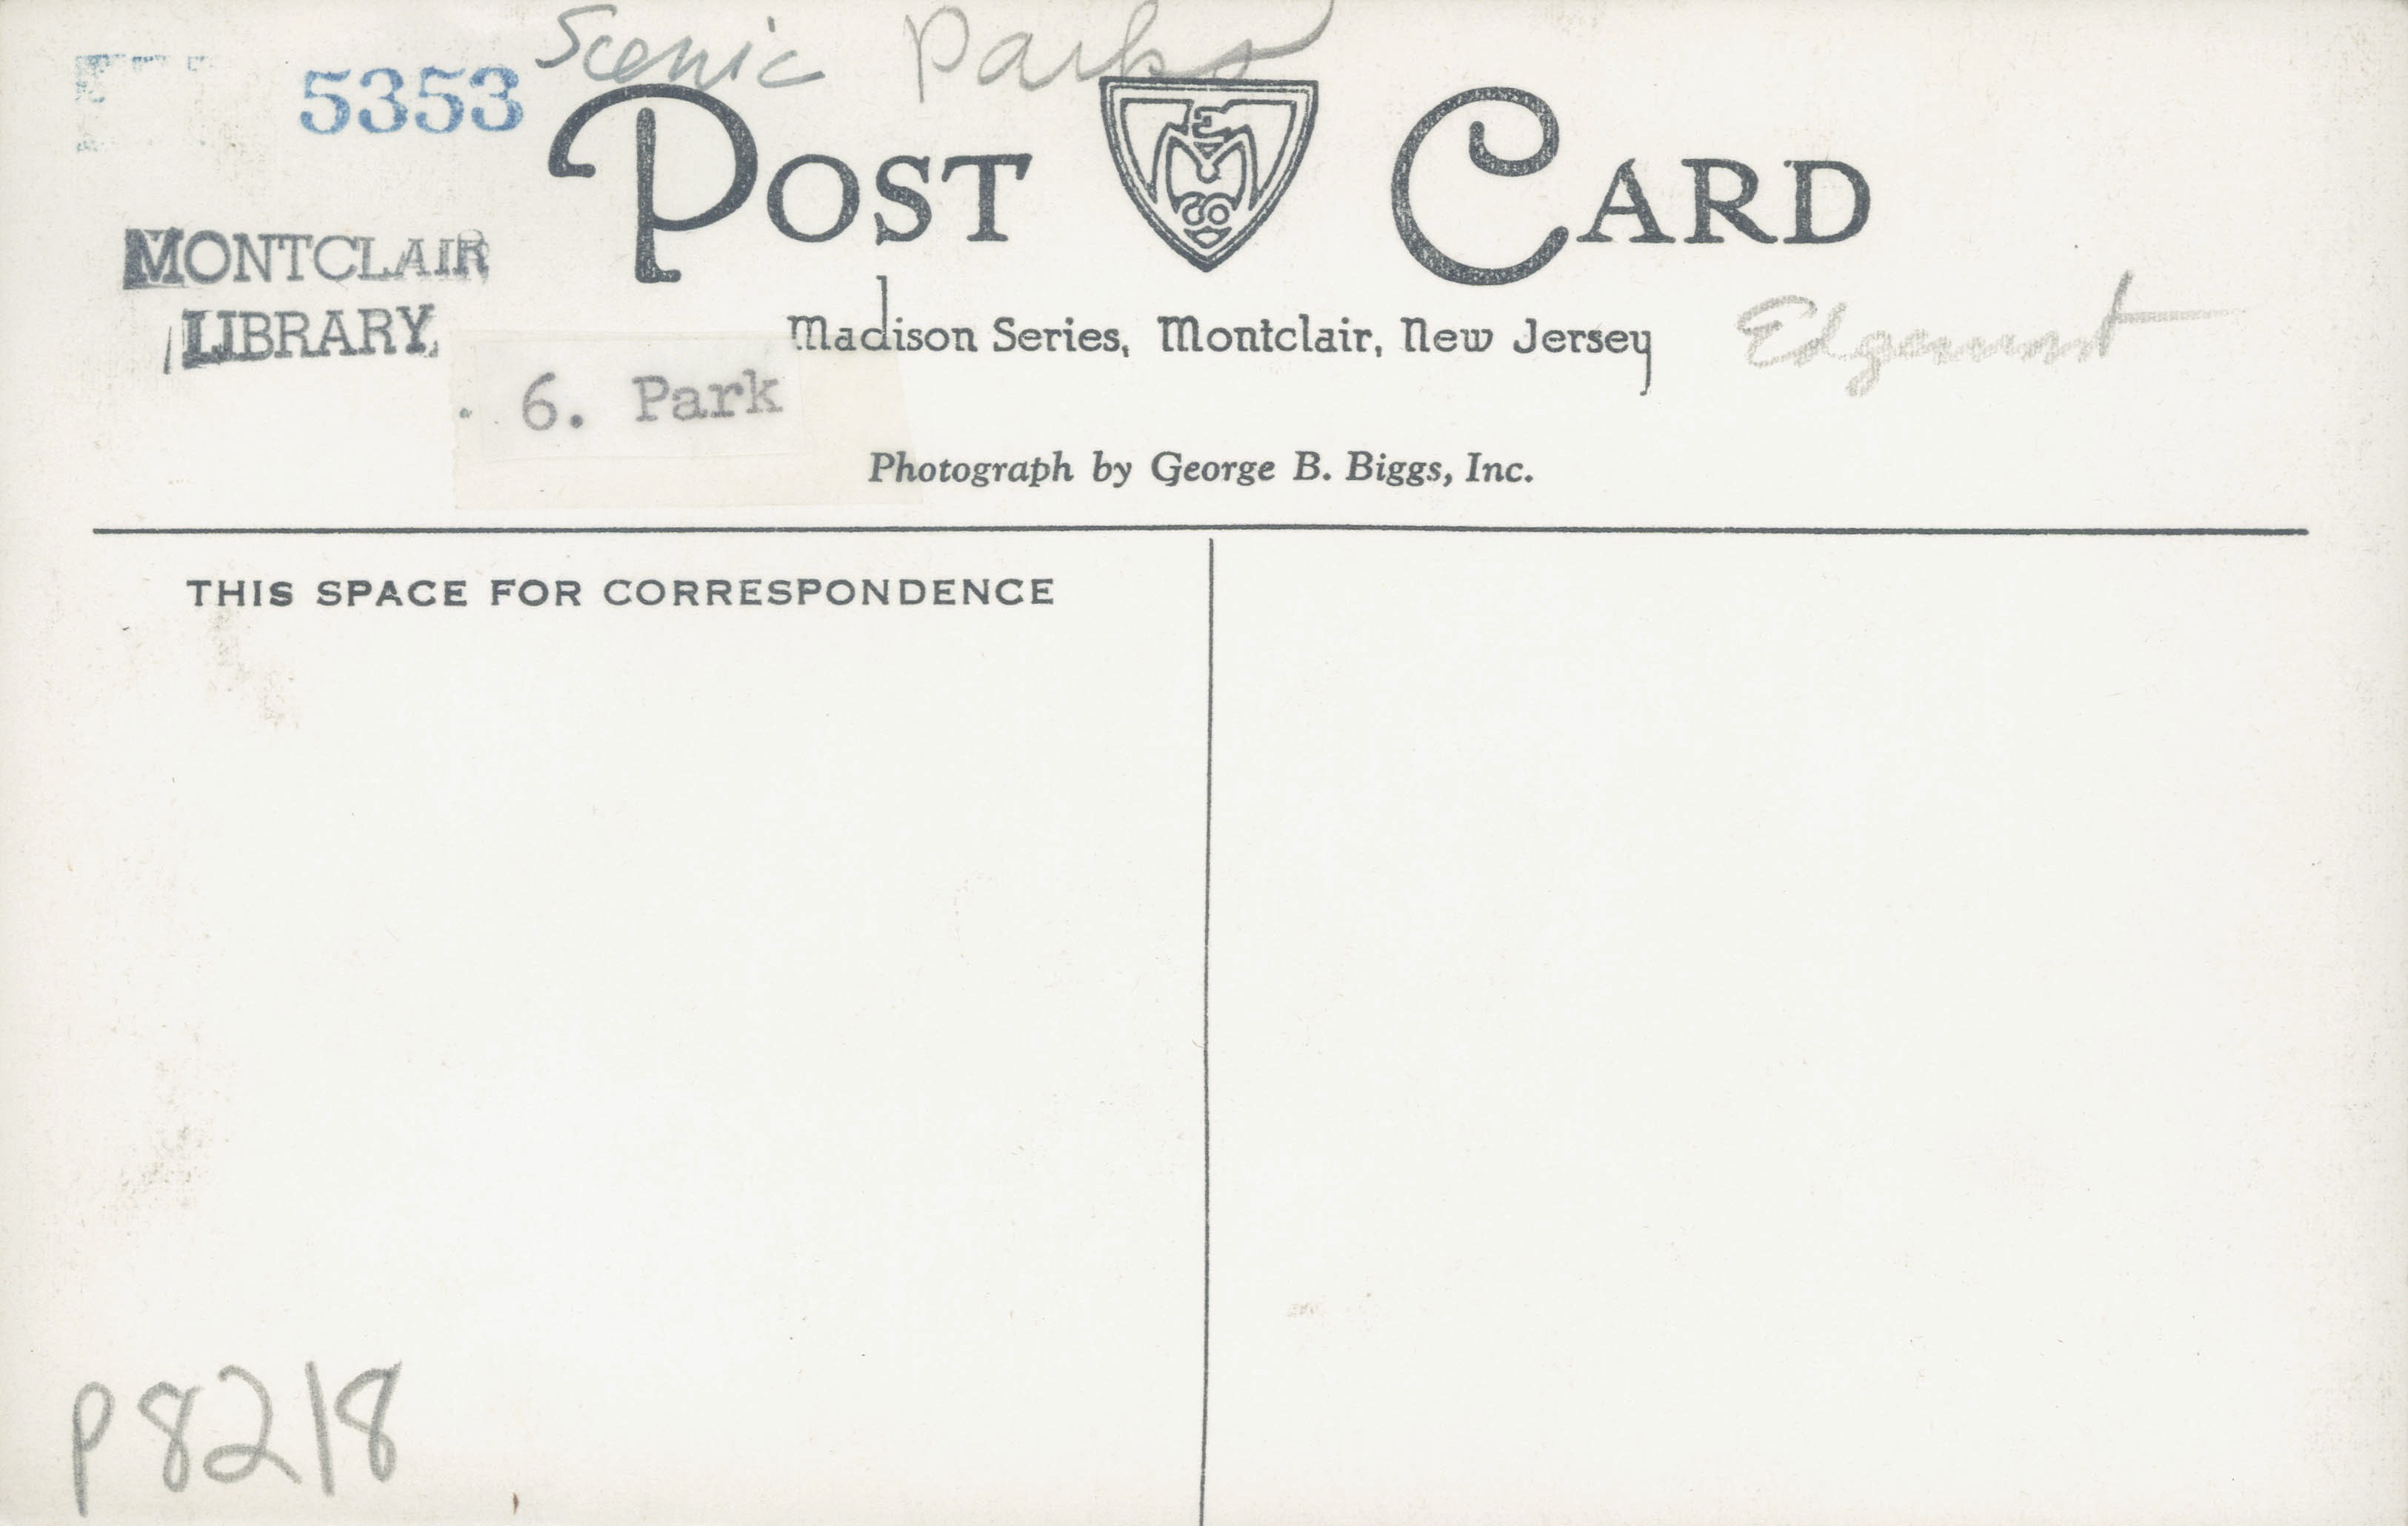 Scenic Parks
5353
POST CARD
MONTCLAIR
LIBRARY
Madison Series, Montclair, New Jersey
Edgemont
6. Park
Photograph by George B. Biggs, Inc.
THIS SPACE FOR CORRESPONDENCE
P8218